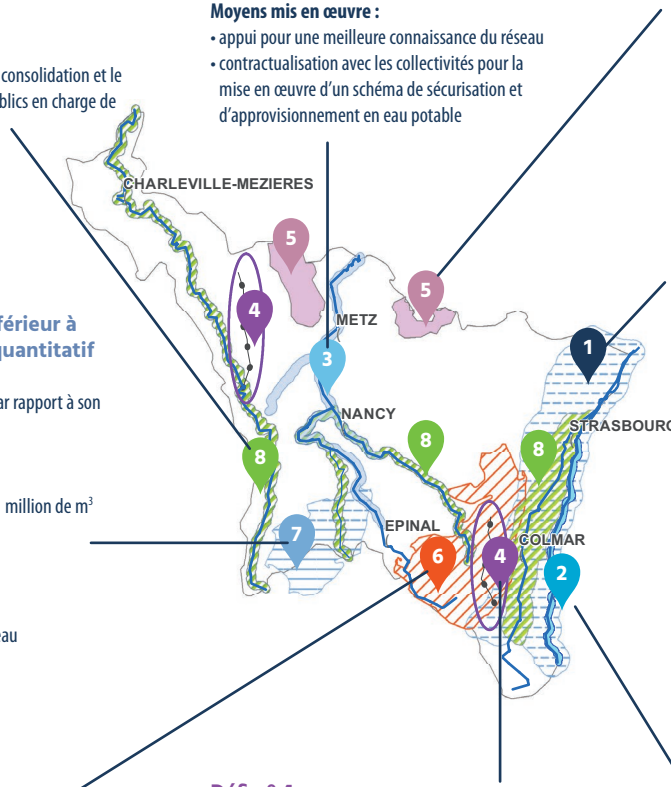 Moyens mis en œuvre :
• appui pour une meilleure connaissance du réseau
• contractualisation avec les collectivités pour la
mise en œuvre d'un schéma de sécurisation et
d'approvisionnement en eau potable
consolidation et le
blics en charge de
férieur à
uantitatif
ar rapport à son
million de m³
eau
CHARLEVILLE-MEZIERES
5
5
4
METZ
1
3
NANCY
STRASBOURG
8
8
8
EPINAL
7
COLMAR
6
4
2